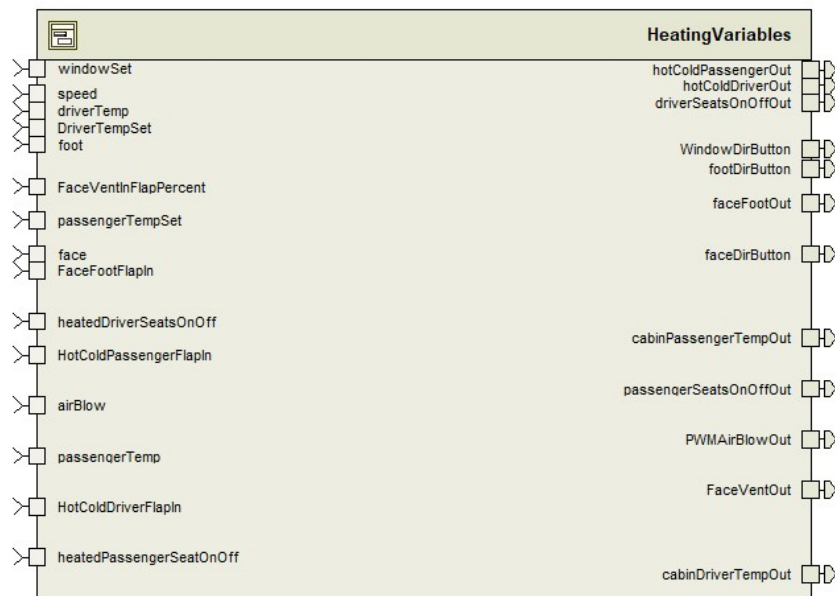 HeatingVariables
windowSet
speed
driverTemp
DriverTempSet
foot
FaceVentInFlapPercent
passengerTempSet
face
FaceFootFlapIn
heatedDriverSeatsOnOff
HotColdPassengerFlapIn
airBlow
passengerTemp
HotColdDriverFlapIn
heatedPassengerSeatOnOff
hotColdPassengerOut
hotColdDriverOut
driverSeatsOnOffOut
WindowDirButton
footDirButton
faceFootOut
faceDirButton
cabinPassengerTempOut
passengerSeatsOnOffOut
PWMAirBlowOut
FaceVentOut
cabinDriverTempOut